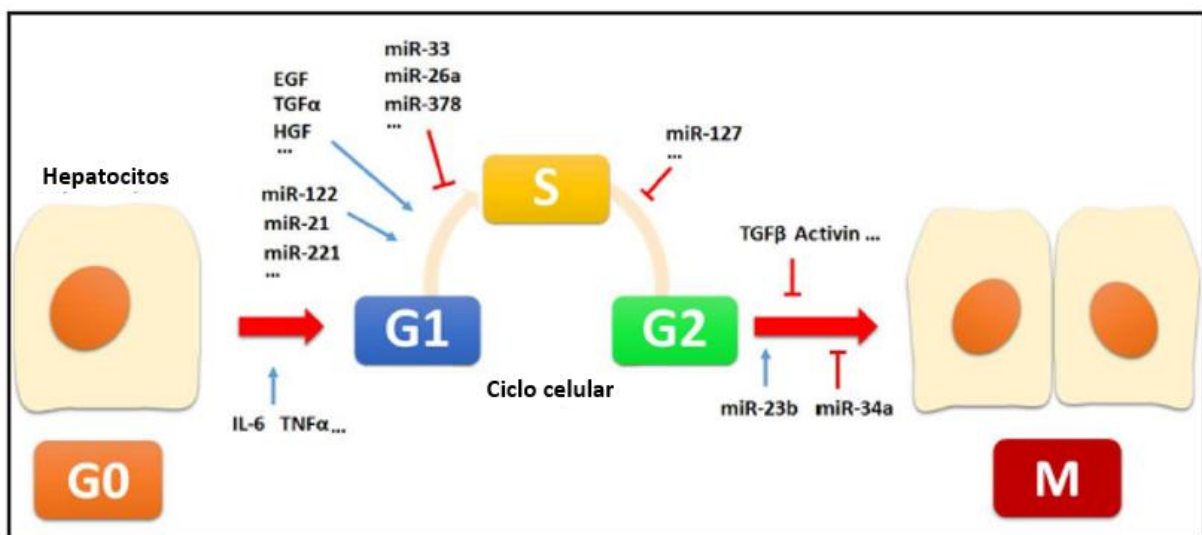 miR-33
miR-26a
miR-378
...
EGF
TGFα
HGF
...
miR-127
...
Hepatocitos
S
miR-122
miR-21
miR-221
...
TGFβ Activin ...
G1
G2
Ciclo celular
IL-6 TNFα...
miR-23b
miR-34a
G0
M